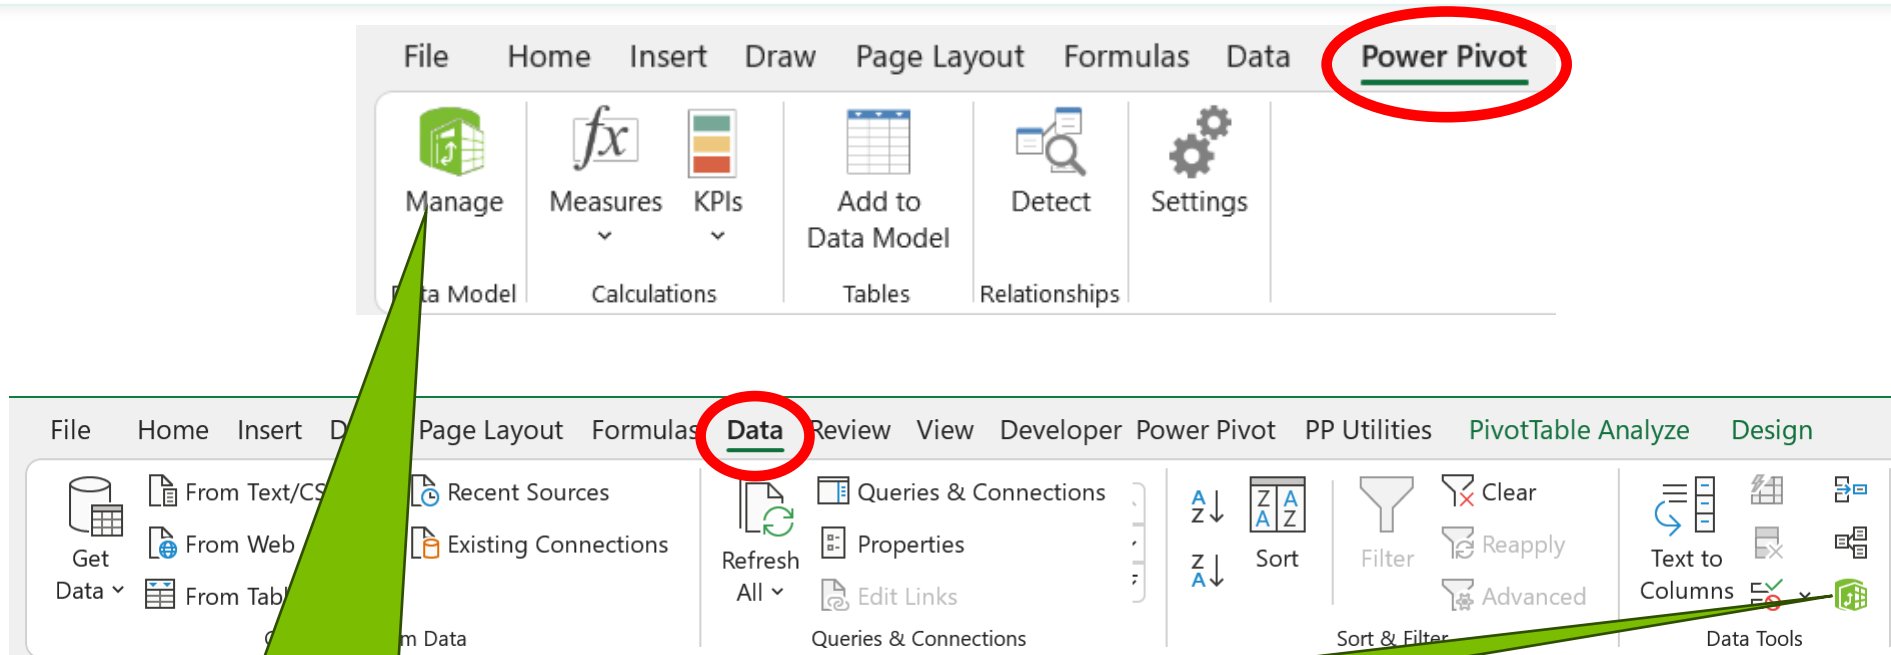 File Home Insert Draw Page Layout Formulas Data Power Pivot
Manage Measures KPIs Add to Data Model Detect Settings
Model Calculations Tables Relationships
File Home Insert Page Layout Formulas Data Review View Developer Power Pivot PP Utilities PivotTable Analyze Design
Get Data
From Text/CS
From Web
From
Recent Sources
Existing Connections
Data
Refresh All
Queries & Connections
Properties
Edit Links
Queries & Connections
Sort
Filter
Clear
Reapply
Advanced
Sort & Filter
Text to Columns
Data Tools